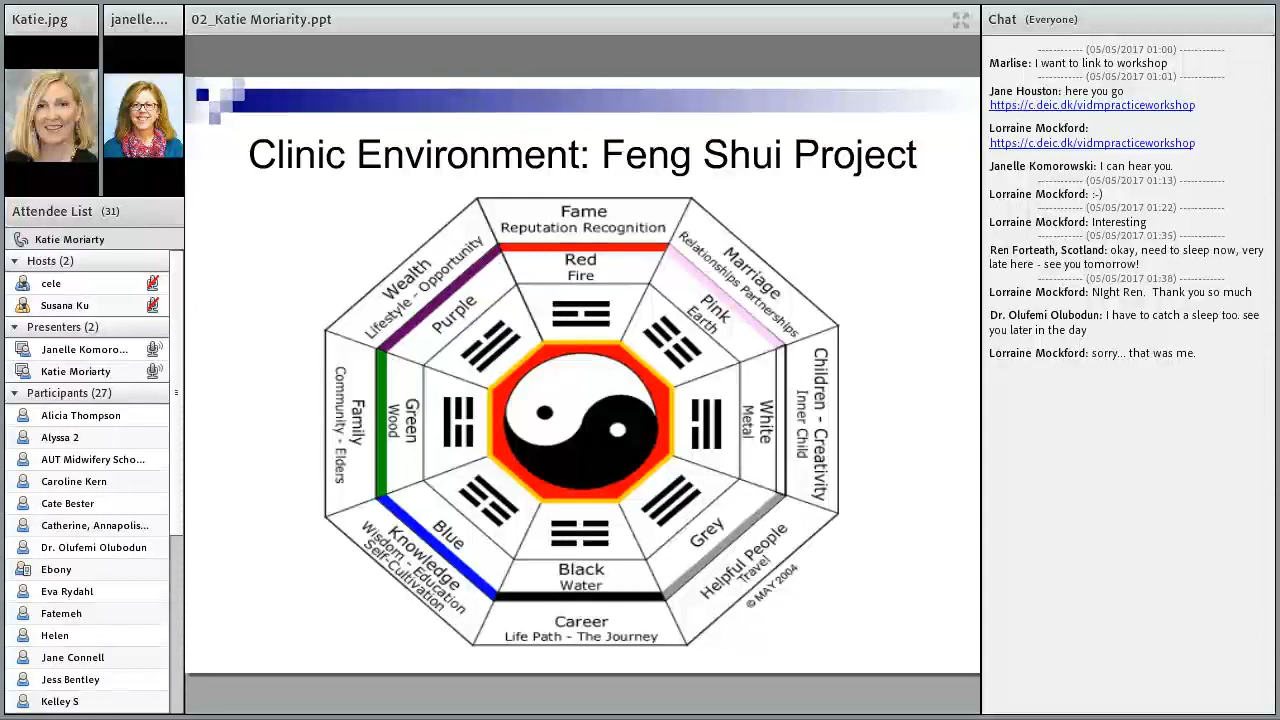 Katie.jpg
janelle....
02_Katie Moriarity.ppt
Attendee List (31)
Katie Moriarty
Hosts (2)
cele
Susana Ku
Presenters (2)
Janelle Komoro...
Katie Moriarty
Participants (27)
Alicia Thompson
Alyssa 2
AUT Midwifery Scho...
Caroline Kern
Cate Bester
Catherine, Annapolis...
Dr. Olufemi Olubodun
Ebony
Eva Rydahl
Fatemeh
Helen
Jane Connell
Jess Bentley
Kelley S
Clinic Environment: Feng Shui Project
Fame
Reputation Recognition
Red
Fire
Marriage
Relationships Partnerships
Pink
Earth
Children - Creativity
Inner Child
White
Metal
Helpful People
Travel
Grey
© MAY 2004
Black
Water
Career
Life Path - The Journey
Blue
Knowledge
Wisdom - Education
Self-Cultivation
Family
Community - Elders
Green
Wood
Wealth
Lifestyle - Opportunity
Purple
Chat (Everyone)
------------ (05/05/2017 01:00) ------------
Marlise: I want to link to workshop
------------ (05/05/2017 01:01) ------------
Jane Houston: here you go
https://c.deic.dk/vidmpracticeworkshop
Lorraine Mockford:
https://c.deic.dk/vidmpracticeworkshop
Janelle Komorowski: I can hear you.
------------ (05/05/2017 01:13) ------------
Lorraine Mockford: :-)
------------ (05/05/2017 01:22) ------------
Lorraine Mockford: Interesting
------------ (05/05/2017 01:35) ------------
Ren Forteath, Scotland: okay, need to sleep now, very
late here - see you tomorrow!
------------ (05/05/2017 01:38) ------------
Lorraine Mockford: NIght Ren. Thank you so much
Dr. Olufemi Olubodun: I have to catch a sleep too. see
you later in the day
Lorraine Mockford: sorry... that was me.